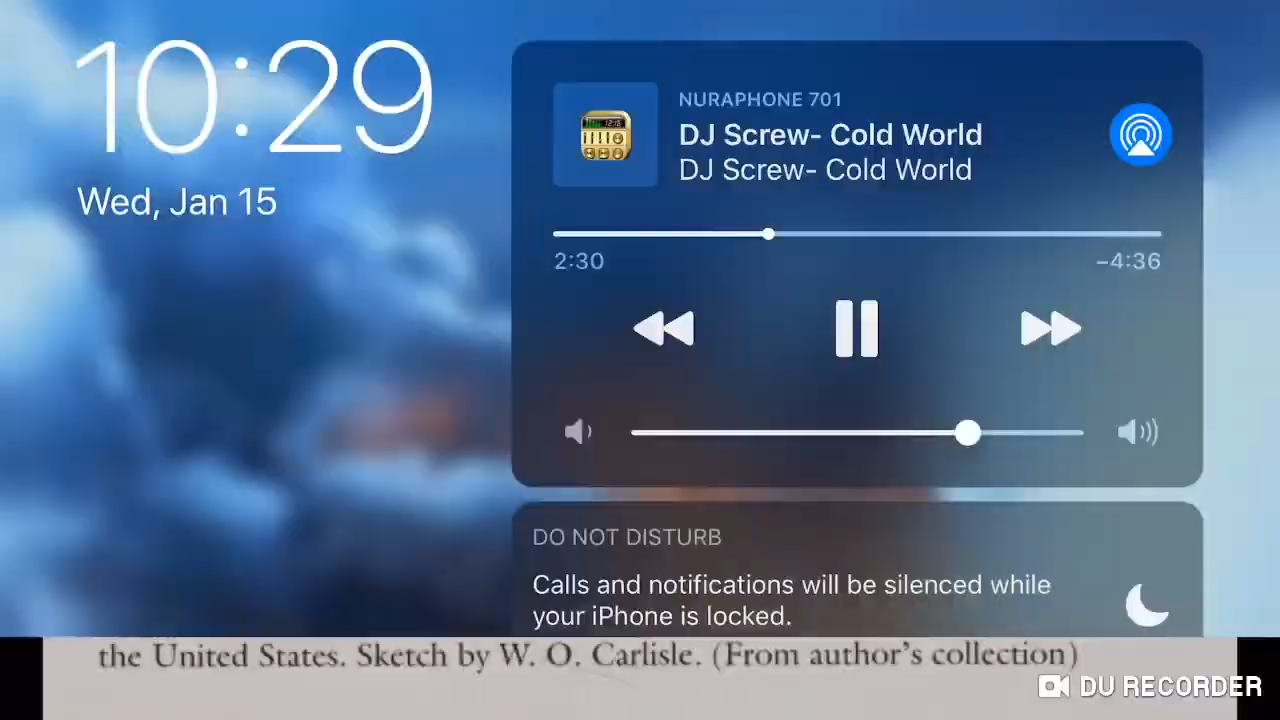 10:29
Wed, Jan 15
NURAPHONE 701
DJ Screw- Cold World
DJ Screw- Cold World
2:30
−4:36
DO NOT DISTURB
Calls and notifications will be silenced while
your iPhone is locked.
the United States. Sketch by W. O. Carlisle. (From author's collection)
DU RECORDER